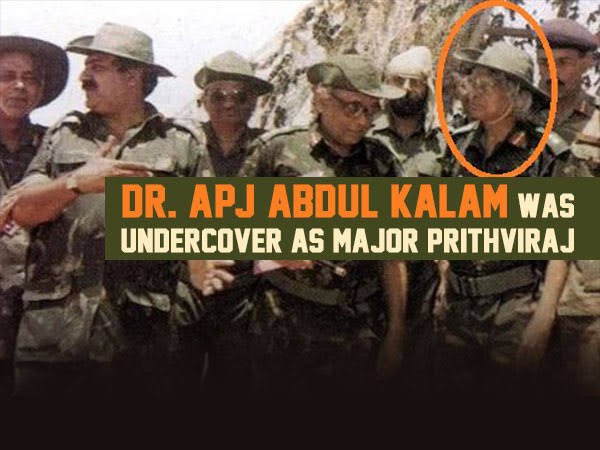 DR. APJ ABDUL KALAM WAS
UNDERCOVER AS MAJOR PRITHVIRAJ